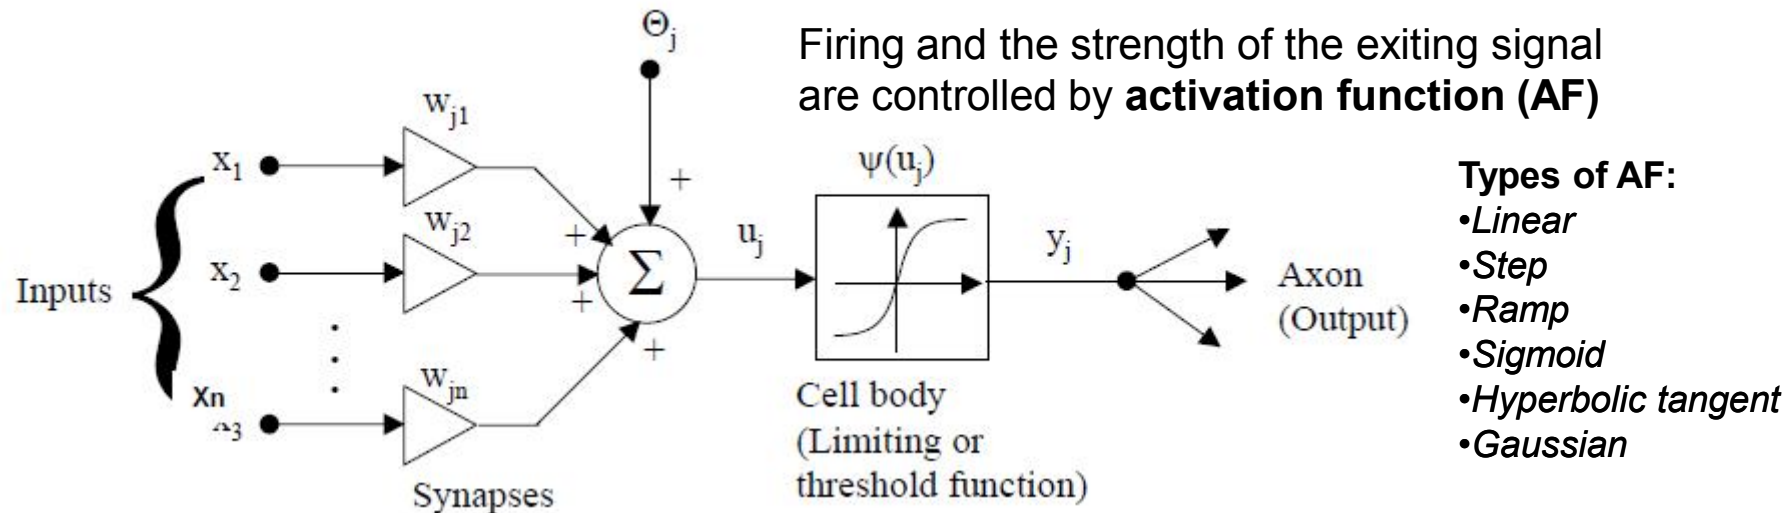 Θj
Firing and the strength of the exiting signal
are controlled by activation function (AF)
wj1
x1
+
ψ(uj)
Types of AF:
•Linear
•Step
•Ramp
•Sigmoid
•Hyperbolic tangent
•Gaussian
wj2
+
x2
Σ
uj
yj
Inputs
+
Axon
(Output)
+
wjn
Xn
3
Cell body
(Limiting or
threshold function)
Synapses